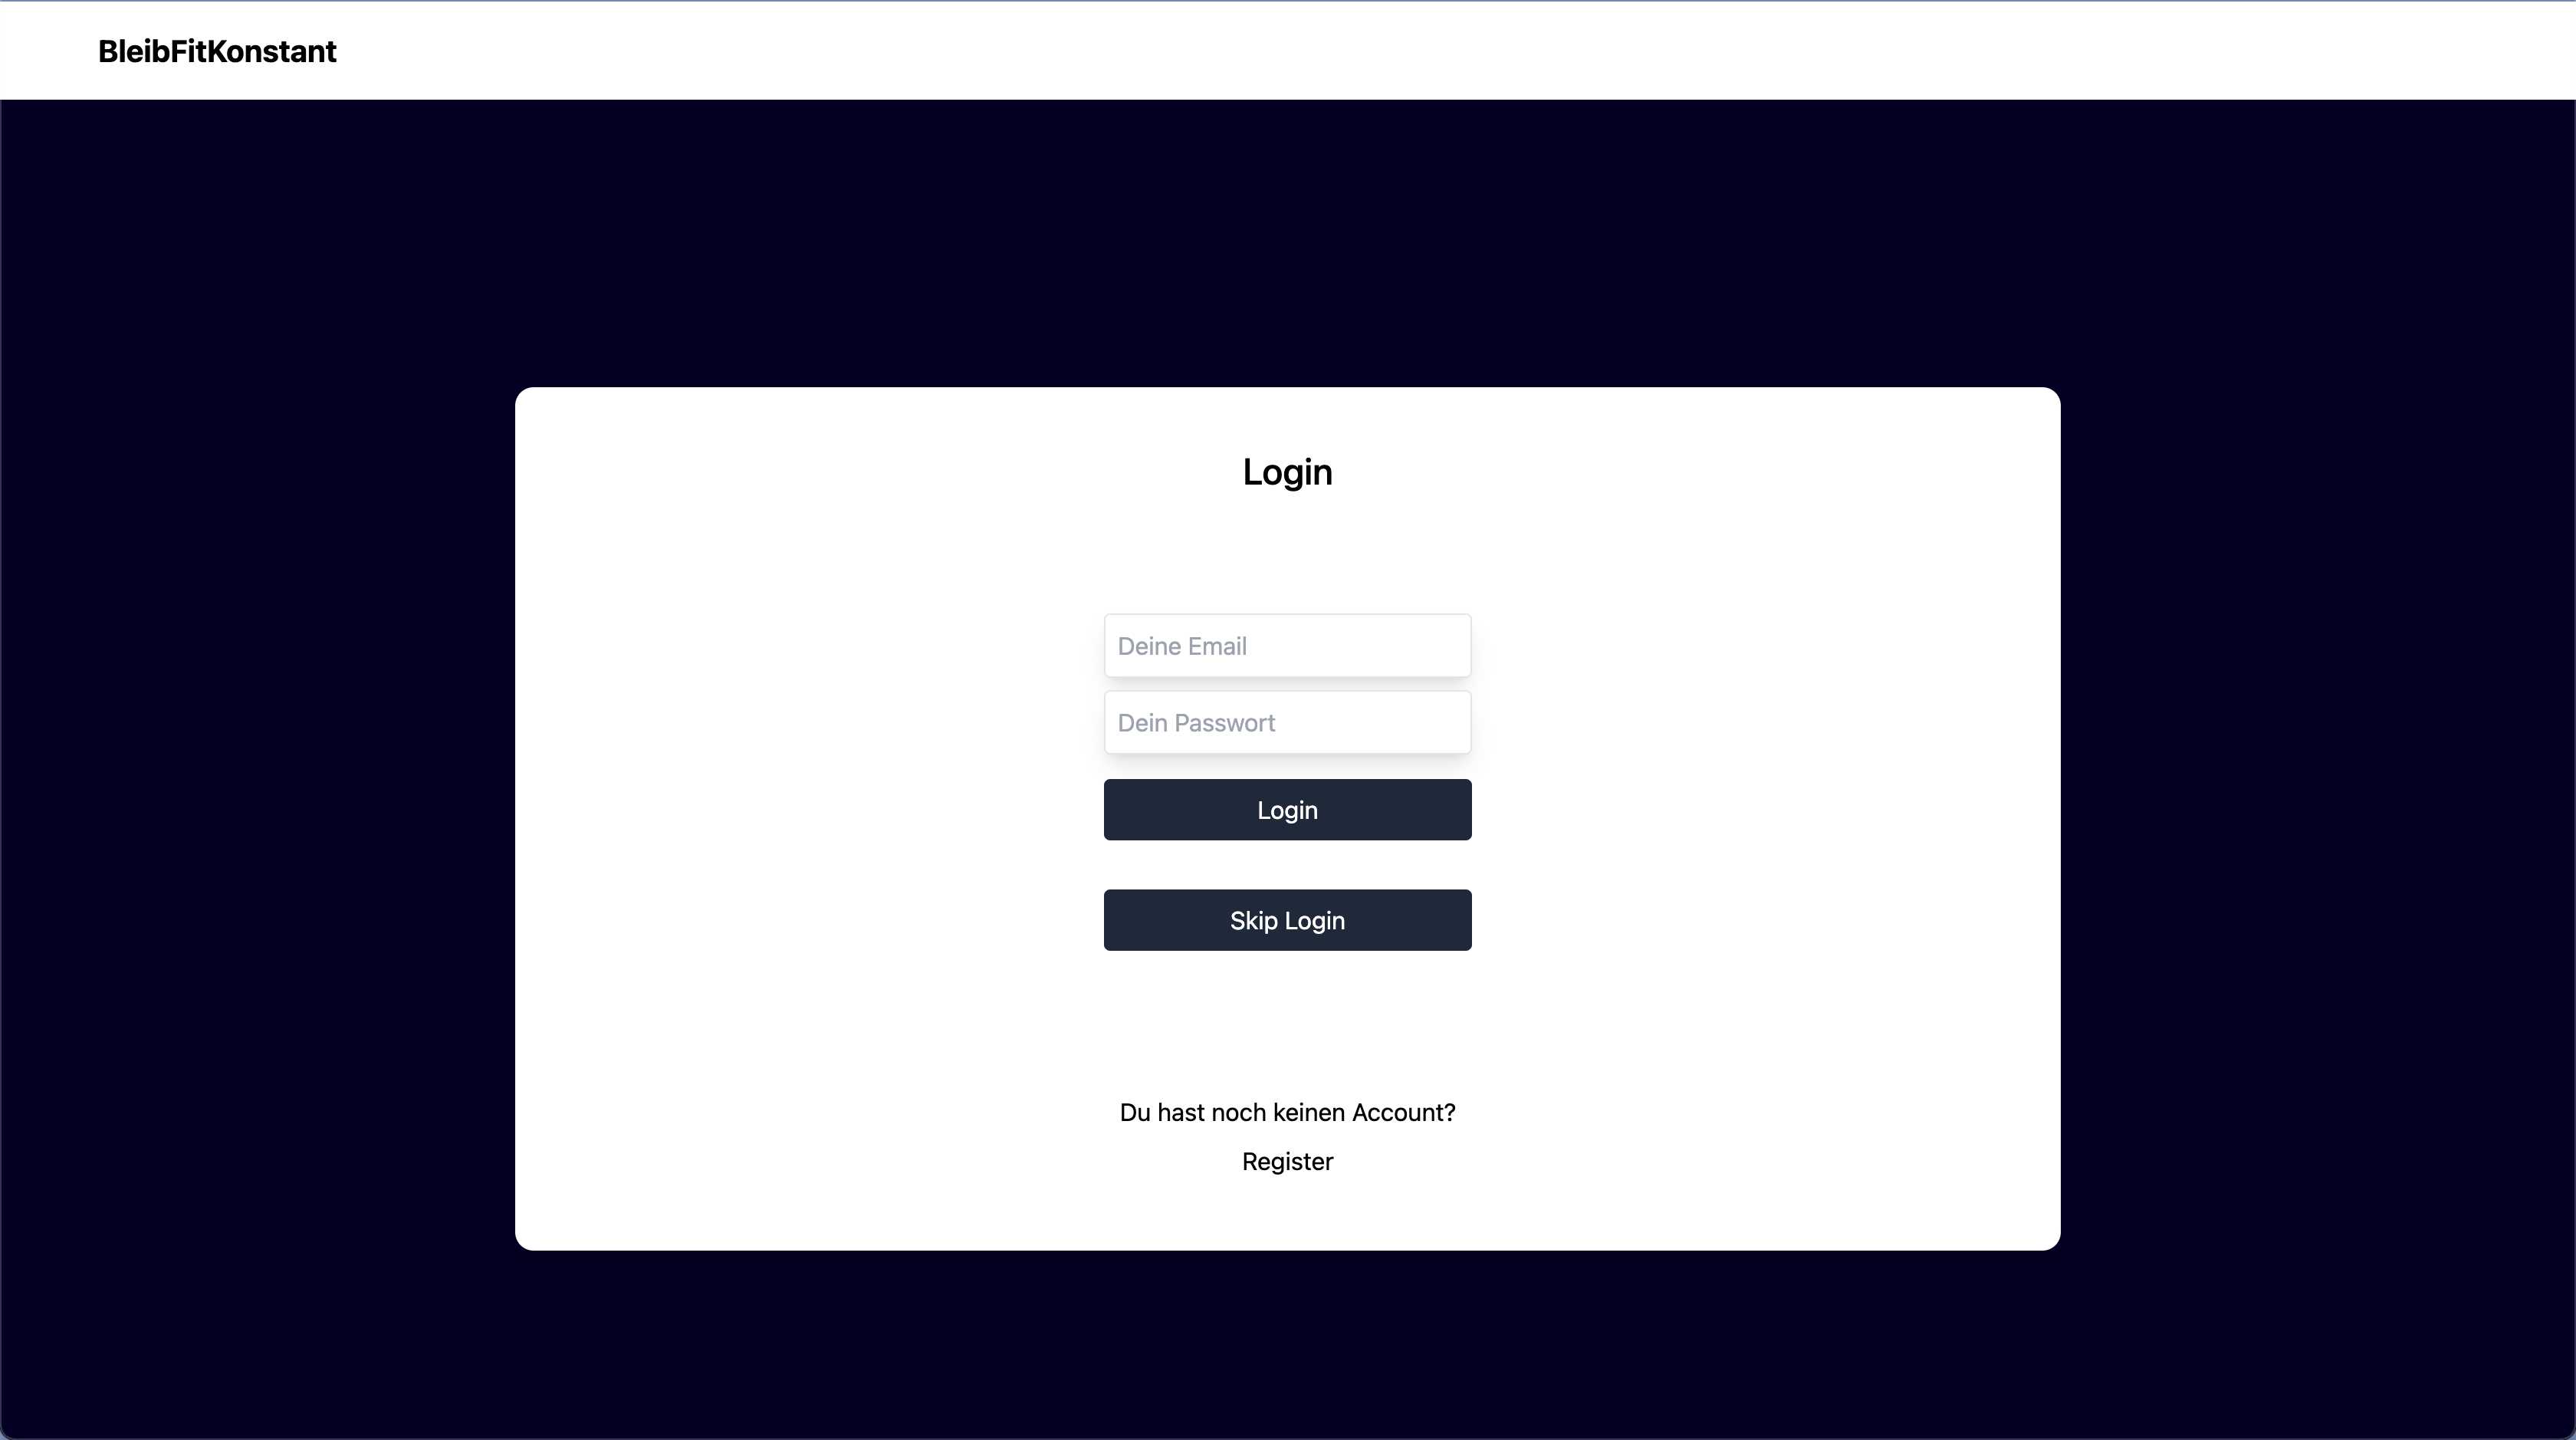 BleibFitKonstant
Login
Deine Email
Dein Passwort
Login
Skip Login
Du hast noch keinen Account?
Register